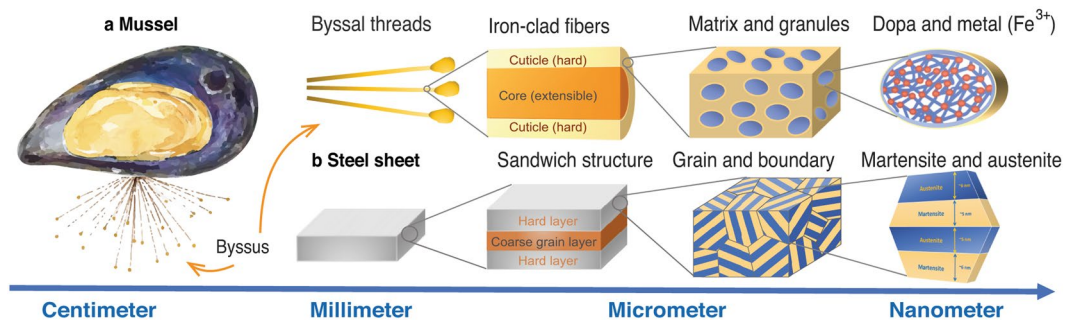 a Mussel
Byssal threads
Iron-clad fibers
Matrix and granules
Dopa and metal (Fe³⁺)
Cuticle (hard)
Core (extensible)
Cuticle (hard)
b Steel sheet
Sandwich structure
Grain and boundary
Martensite and austenite
Byssus
Hard layer
Coarse grain layer
Hard layer
Austenite
Martensite
Austenite
Martensite
Centimeter
Millimeter
Micrometer
Nanometer